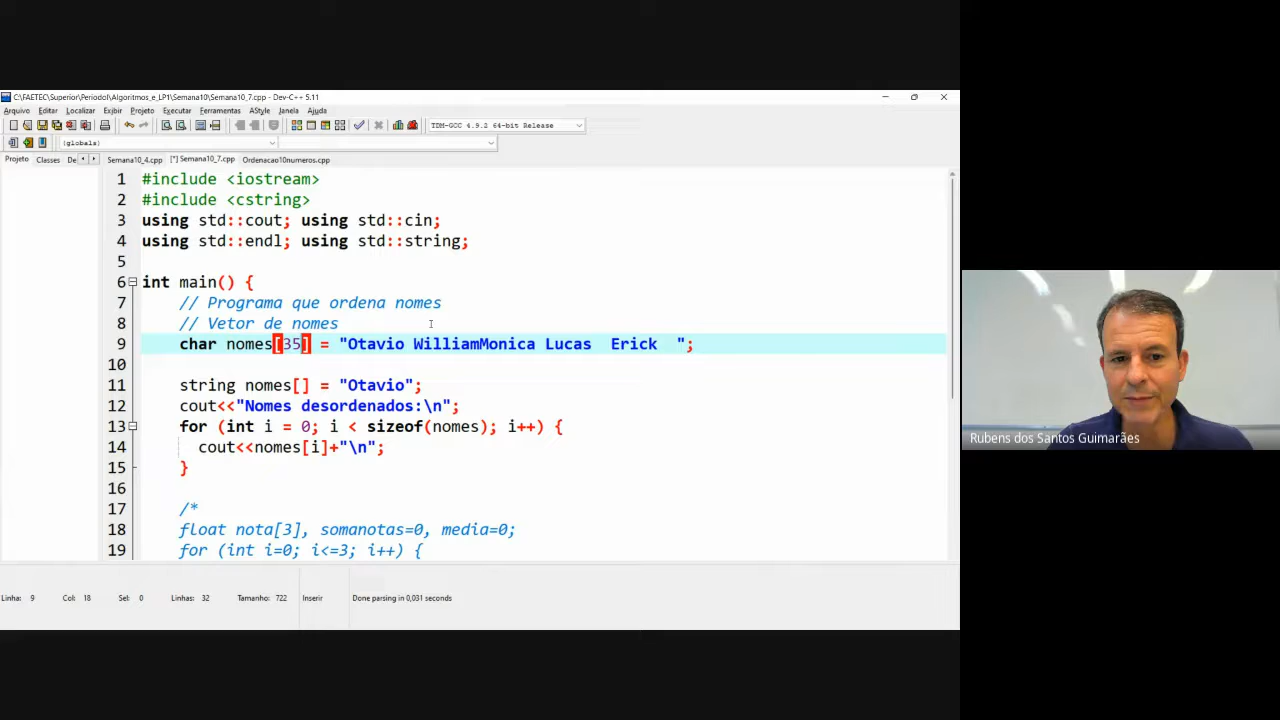 C:\FAETEC\Superior\PeriodoI\Algoritmos_e_LP1\Semana10\Semana10_7.cpp - Dev-C++ 5.11
Arquivo Editar Localizar Exibir Projeto Executar Ferramentas AStyle Janela Ajuda
TDM-GCC 4.9.2 64-bit Release
(globals)
Projeto Classes De Semana10_4.cpp [*] Semana10_7.cpp Ordenacao10numeros.cpp
1 #include <iostream>
2 #include <cstring>
3 using std::cout; using std::cin;
4 using std::endl; using std::string;
5
6 int main() {
7 // Programa que ordena nomes
8 // Vetor de nomes
9 char nomes[35] = "Otavio WilliamMonica Lucas  Erick  ";
10
11 string nomes[] = "Otavio";
12 cout<<"Nomes desordenados:\n";
13 for (int i = 0; i < sizeof(nomes); i++) {
14 cout<<nomes[i]+"\n";
15 }
16
17 /*
18 float nota[3], somanotas=0, media=0;
19 for (int i=0; i<=3; i++) {
Linha: 9 Col: 18 Sel: 0 Linhas: 32 Tamanho: 722 Inserir Done parsing in 0,031 seconds
Rubens dos Santos Guimarães